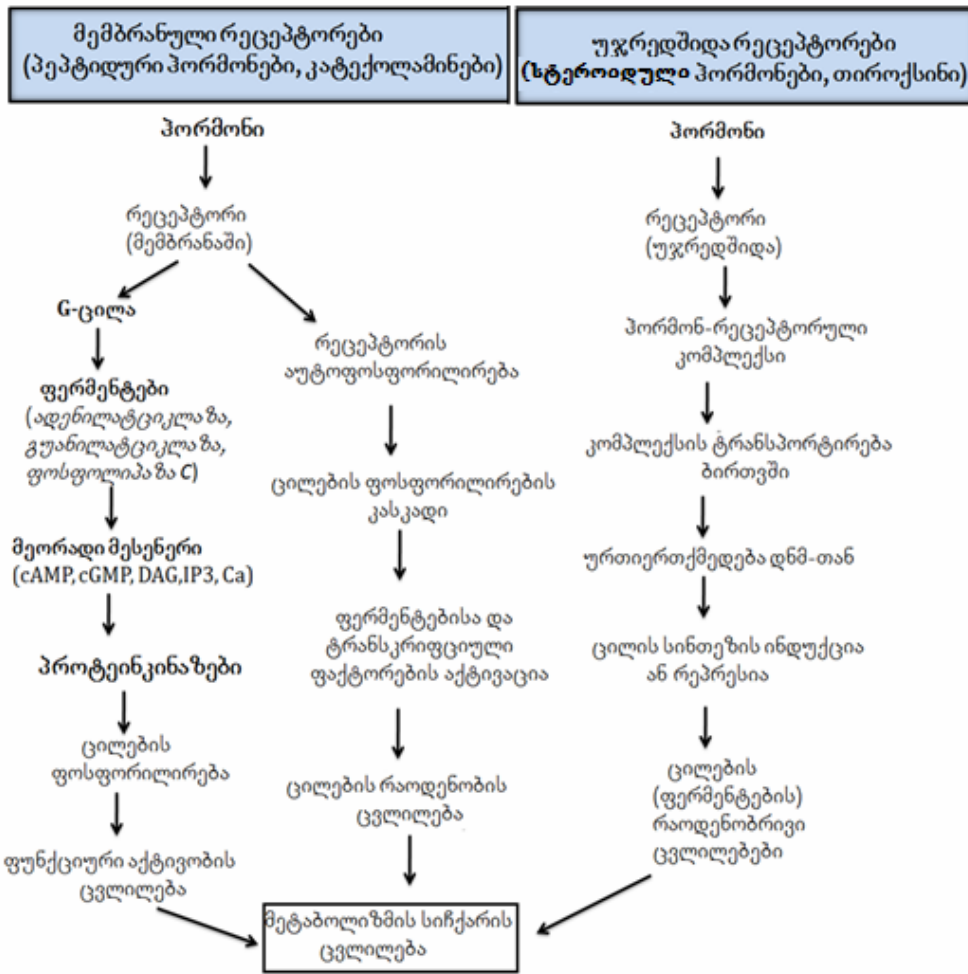 მემბრანული რეცეპტორები
(პეპტიდური ჰორმონები, კატექოლამინები)
ჰორმონი
რეცეპტორი
(მემბრანაში)
G-ცილა
ფერმენტები
(ადენილატციკლაზა,
გუანილატციკლაზა,
ფოსფოლიპაზა C)
მეორადი მესენერი
(cAMP, cGMP, DAG,IP3, Ca)
პროტეინკინაზები
ცილების
ფოსფორილირება
ფუნქციური აქტივობის
ცვლილება
რეცეპტორის
აუტოფოსფორილირება
ცილების ფოსფორილირების
კასკადი
ფერმენტებისა და
ტრანსკრიფციული
ფაქტორების აქტივაცია
ცილების რაოდენობის
ცვლილება
უჯრედშიდა რეცეპტორები
(სტეროიდული ჰორმონები, თიროქსინი)
ჰორმონი
რეცეპტორი
(უჯრედშიდა)
ჰორმონ-რეცეპტორული
კომპლექსი
კომპლექსის ტრანსპორტირება
ბირთვში
ურთიერთქმედება დნმ-თან
ცილის სინთეზის ინდუქცია
ან რეპრესია
ცილების
(ფერმენტების)
რაოდენობრივი
ცვლილებები
მეტაბოლიზმის სიჩქარის
ცვლილება